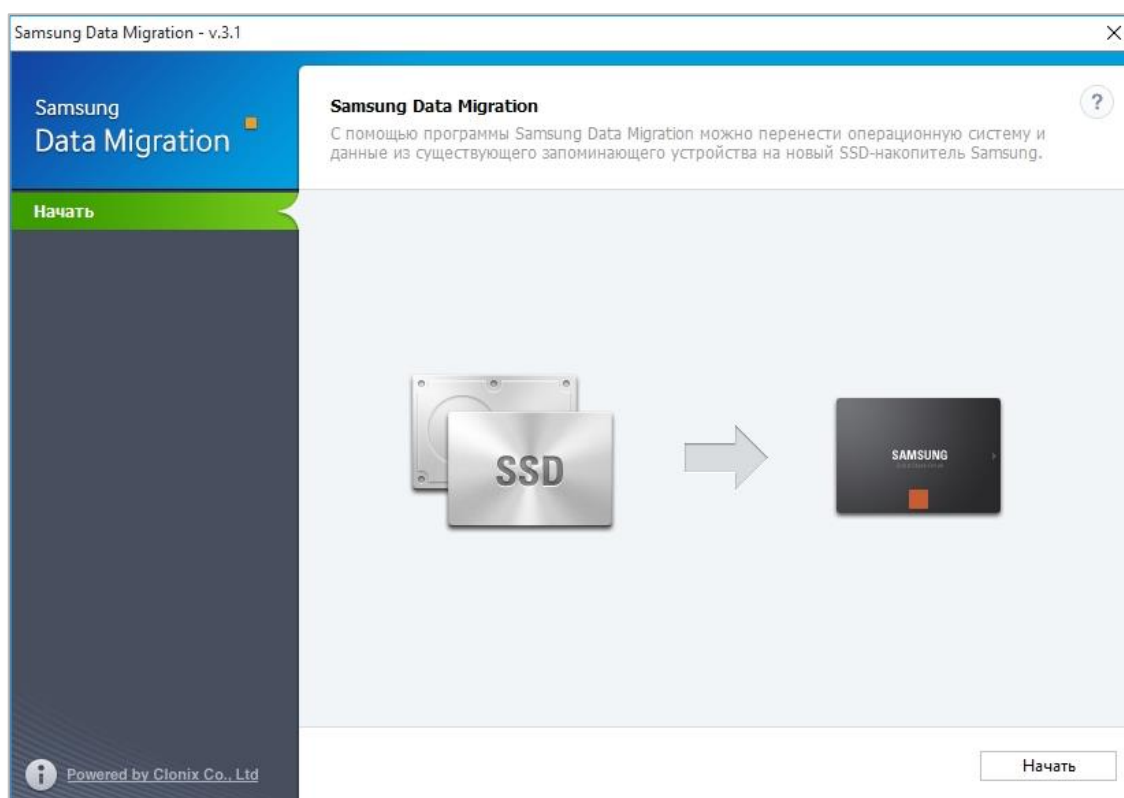 Samsung Data Migration - v.3.1
Samsung
Data Migration
Samsung Data Migration
?
С помощью программы Samsung Data Migration можно перенести операционную систему и
данные из существующего запоминающего устройства на новый SSD-накопитель Samsung.
Начать
SSD
SAMSUNG
Powered by Clonix Co., Ltd
Начать